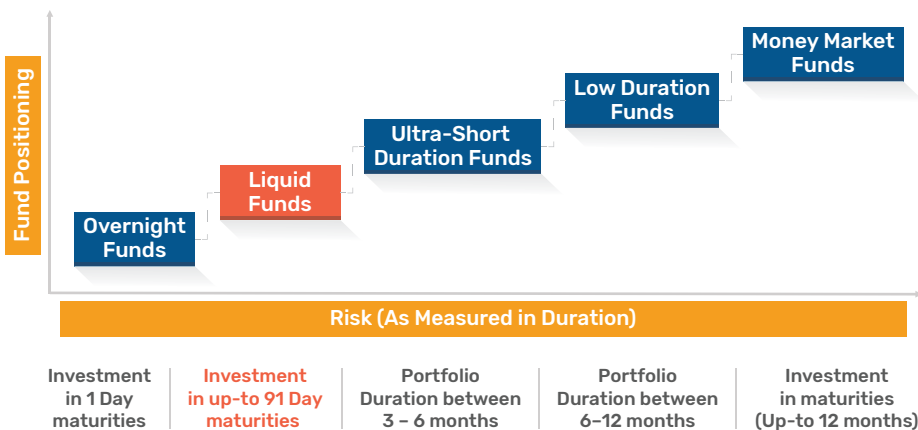 Fund Positioning
Money Market
Funds
Low Duration
Funds
Ultra-Short
Duration Funds
Liquid
Funds
Overnight
Funds
Risk (As Measured in Duration)
Investment
in 1 Day
maturities
Investment
in up-to 91 Day
maturities
Portfolio
Duration between
3 – 6 months
Portfolio
Duration between
6–12 months
Investment
in maturities
(Up-to 12 months)